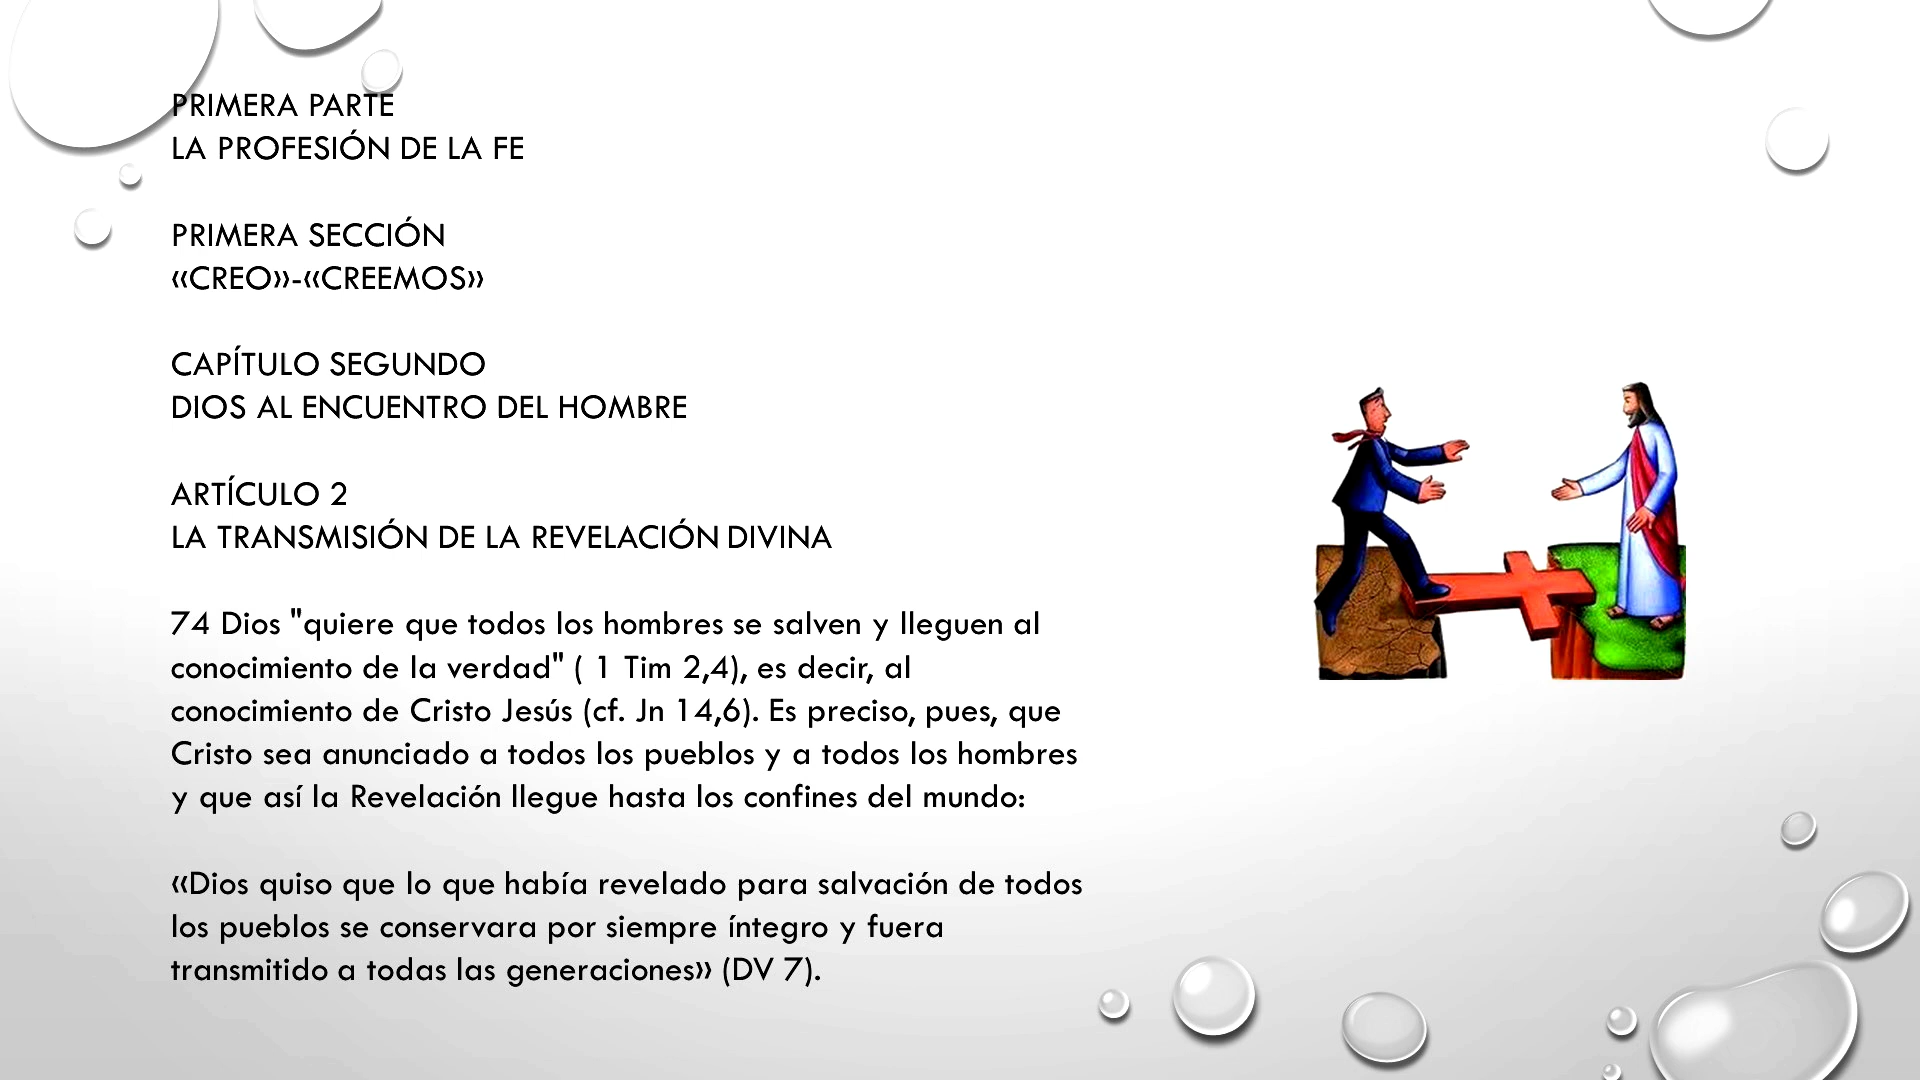 PRIMERA PARTE
LA PROFESIÓN DE LA FE
PRIMERA SECCIÓN
«CREO»-«CREEMOS»
CAPÍTULO SEGUNDO
DIOS AL ENCUENTRO DEL HOMBRE
ARTÍCULO 2
LA TRANSMISIÓN DE LA REVELACIÓN DIVINA
74 Dios "quiere que todos los hombres se salven y lleguen al
conocimiento de la verdad" ( 1 Tim 2,4), es decir, al
conocimiento de Cristo Jesús (cf. Jn 14,6). Es preciso, pues, que
Cristo sea anunciado a todos los pueblos y a todos los hombres
y que así la Revelación llegue hasta los confines del mundo:
«Dios quiso que lo que había revelado para salvación de todos
los pueblos se conservara por siempre íntegro y fuera
transmitido a todas las generaciones» (DV 7).